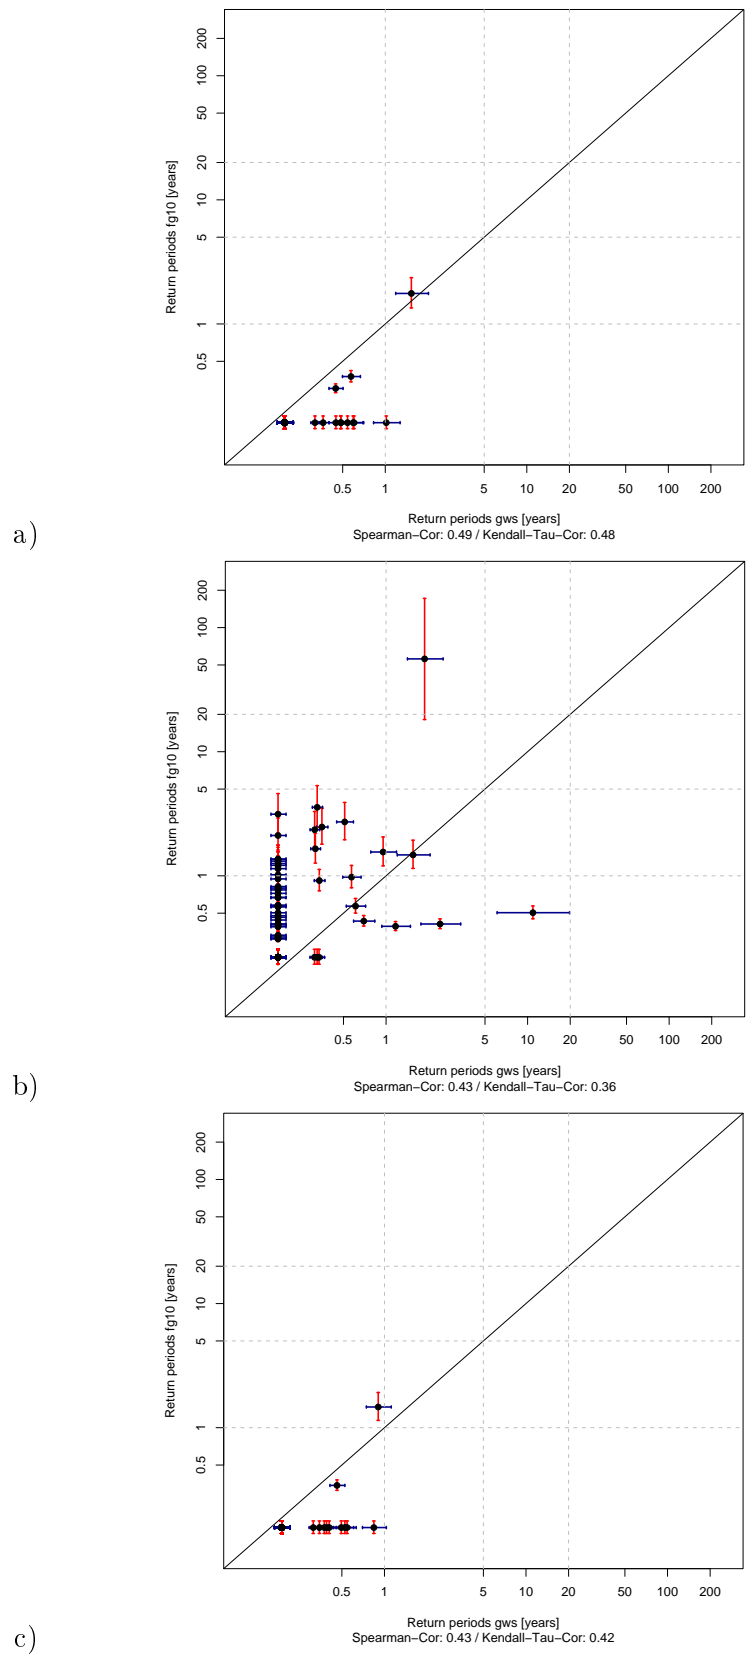 200
100
50
20
10
5
1
0.5
Return periods fg10 [years]
0.5 1 5 10 20 50 100 200
Return periods gws [years]
Spearman−Cor: 0.49 / Kendall−Tau−Cor: 0.48
a)
200
100
50
20
10
5
1
0.5
Return periods fg10 [years]
0.5 1 5 10 20 50 100 200
Return periods gws [years]
Spearman−Cor: 0.43 / Kendall−Tau−Cor: 0.36
b)
200
100
50
20
10
5
1
0.5
Return periods fg10 [years]
0.5 1 5 10 20 50 100 200
Return periods gws [years]
Spearman−Cor: 0.43 / Kendall−Tau−Cor: 0.42
c)